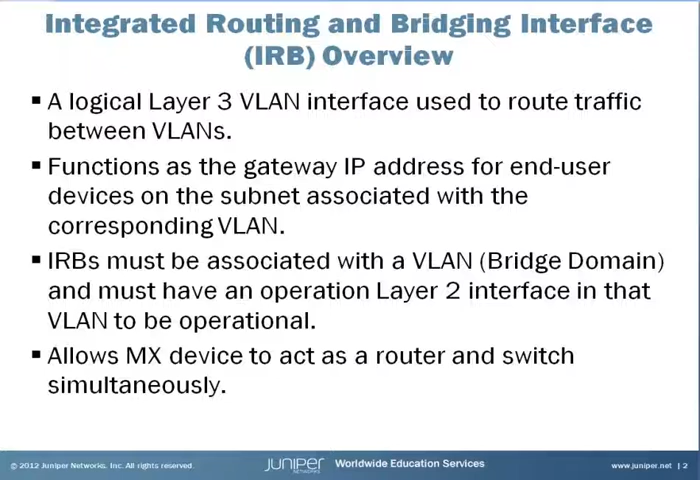 Integrated Routing and Bridging Interface
(IRB) Overview
▪ A logical Layer 3 VLAN interface used to route traffic
between VLANs.
▪ Functions as the gateway IP address for end-user
devices on the subnet associated with the
corresponding VLAN.
▪ IRBs must be associated with a VLAN (Bridge Domain)
and must have an operation Layer 2 interface in that
VLAN to be operational.
▪ Allows MX device to act as a router and switch
simultaneously.
© 2012 Juniper Networks, Inc. All rights reserved.
JUNIPER
NETWORKS
Worldwide Education Services
www.juniper.net | 2